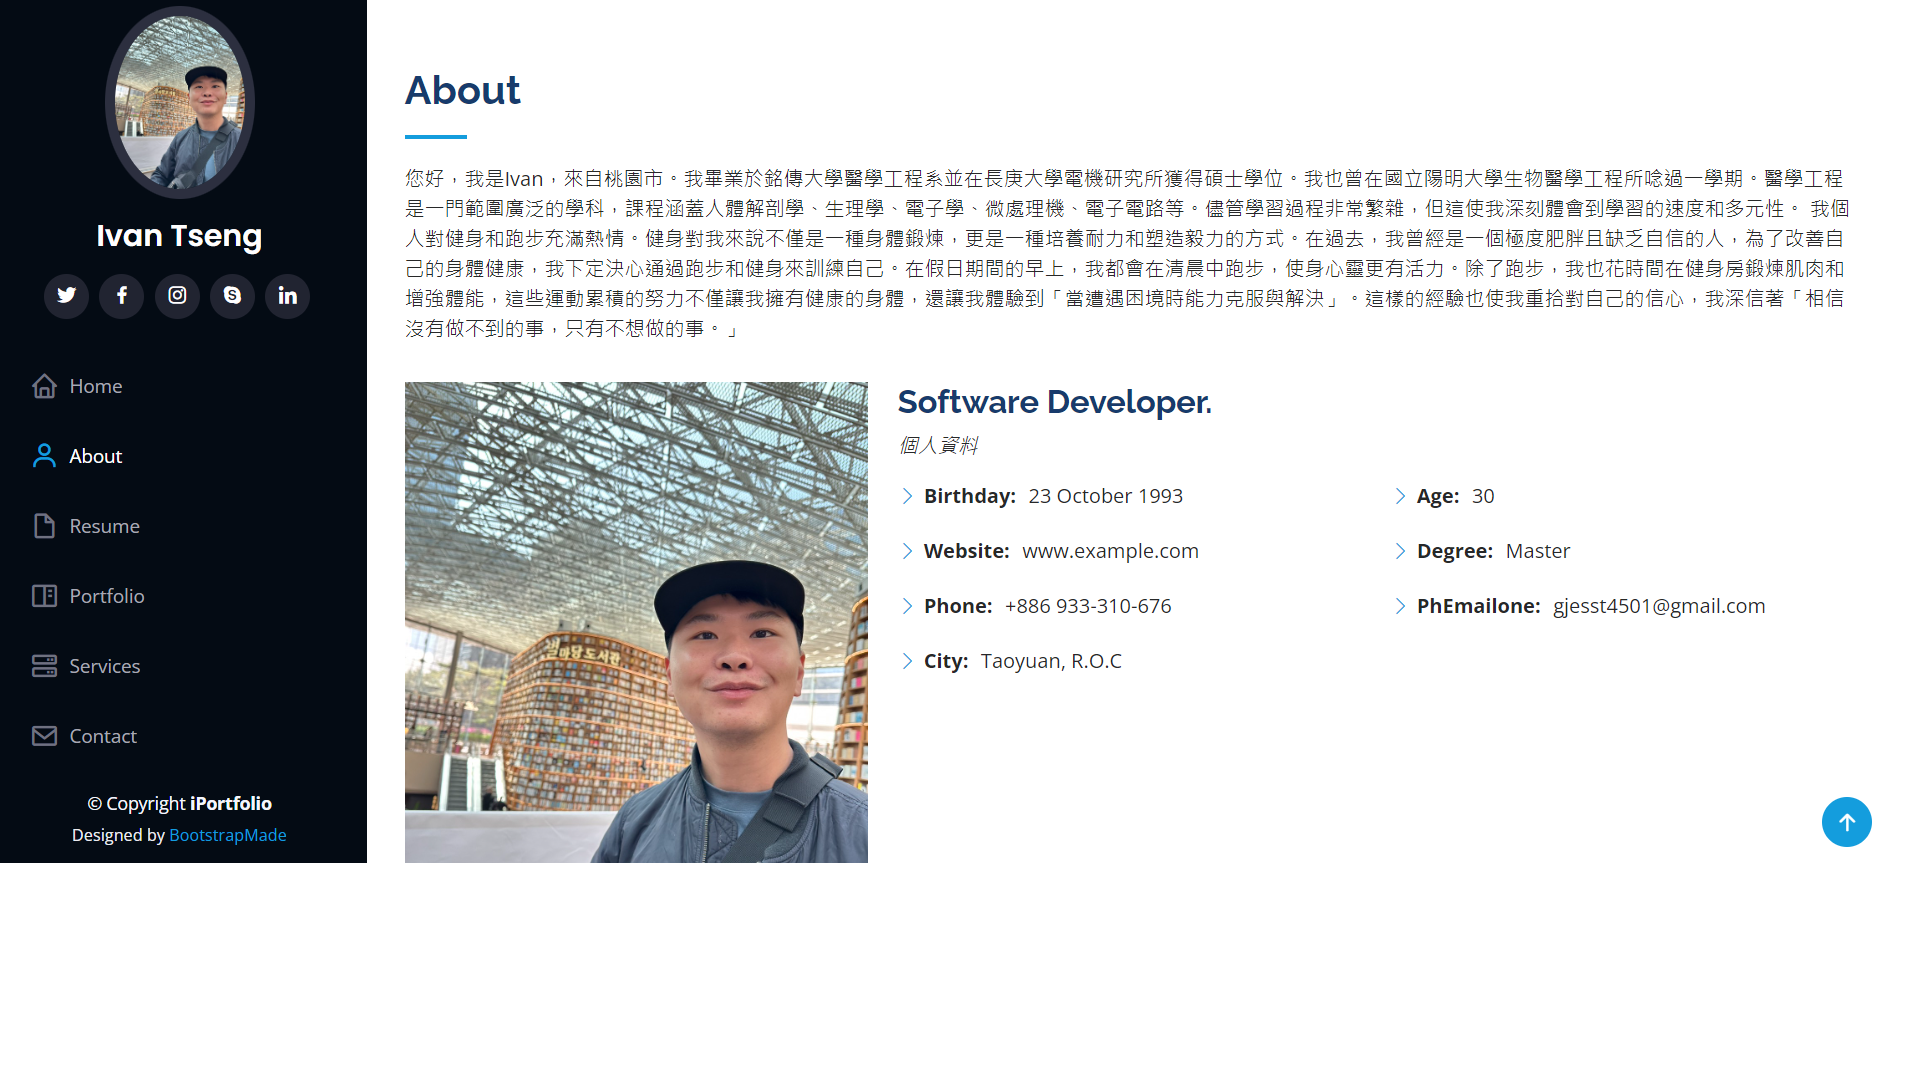 Ivan Tseng
Home
About
Resume
Portfolio
Services
Contact
© Copyright iPortfolio
Designed by BootstrapMade
About
您好，我是Ivan，來自桃園市。我畢業於銘傳大學醫學工程系並在長庚大學電機研究所獲得碩士學位。我也曾在國立陽明大學生物醫學工程所唸過一學期。醫學工程
是一門範圍廣泛的學科，課程涵蓋人體解剖學、生理學、電子學、微處理機、電子電路等。儘管學習過程非常繁雜，但這使我深刻體會到學習的速度和多元性。 我個
人對健身和跑步充滿熱情。健身對我來說不僅是一種身體鍛煉，更是一種培養耐力和塑造毅力的方式。在過去，我曾經是一個極度肥胖且缺乏自信的人，為了改善自
己的身體健康，我下定決心通過跑步和健身來訓練自己。在假日期間的早上，我都會在清晨中跑步，使身心靈更有活力。除了跑步，我也花時間在健身房鍛煉肌肉和
增強體能，這些運動累積的努力不僅讓我擁有健康的身體，還讓我體驗到「當遭遇困境時能力克服與解決」。這樣的經驗也使我重拾對自己的信心，我深信著「相信
沒有做不到的事，只有不想做的事。」
별마당도서관
Software Developer.
個人資料
Birthday: 23 October 1993
Age: 30
Website: www.example.com
Degree: Master
Phone: +886 933-310-676
PhEmailone: gjesst4501@gmail.com
City: Taoyuan, R.O.C